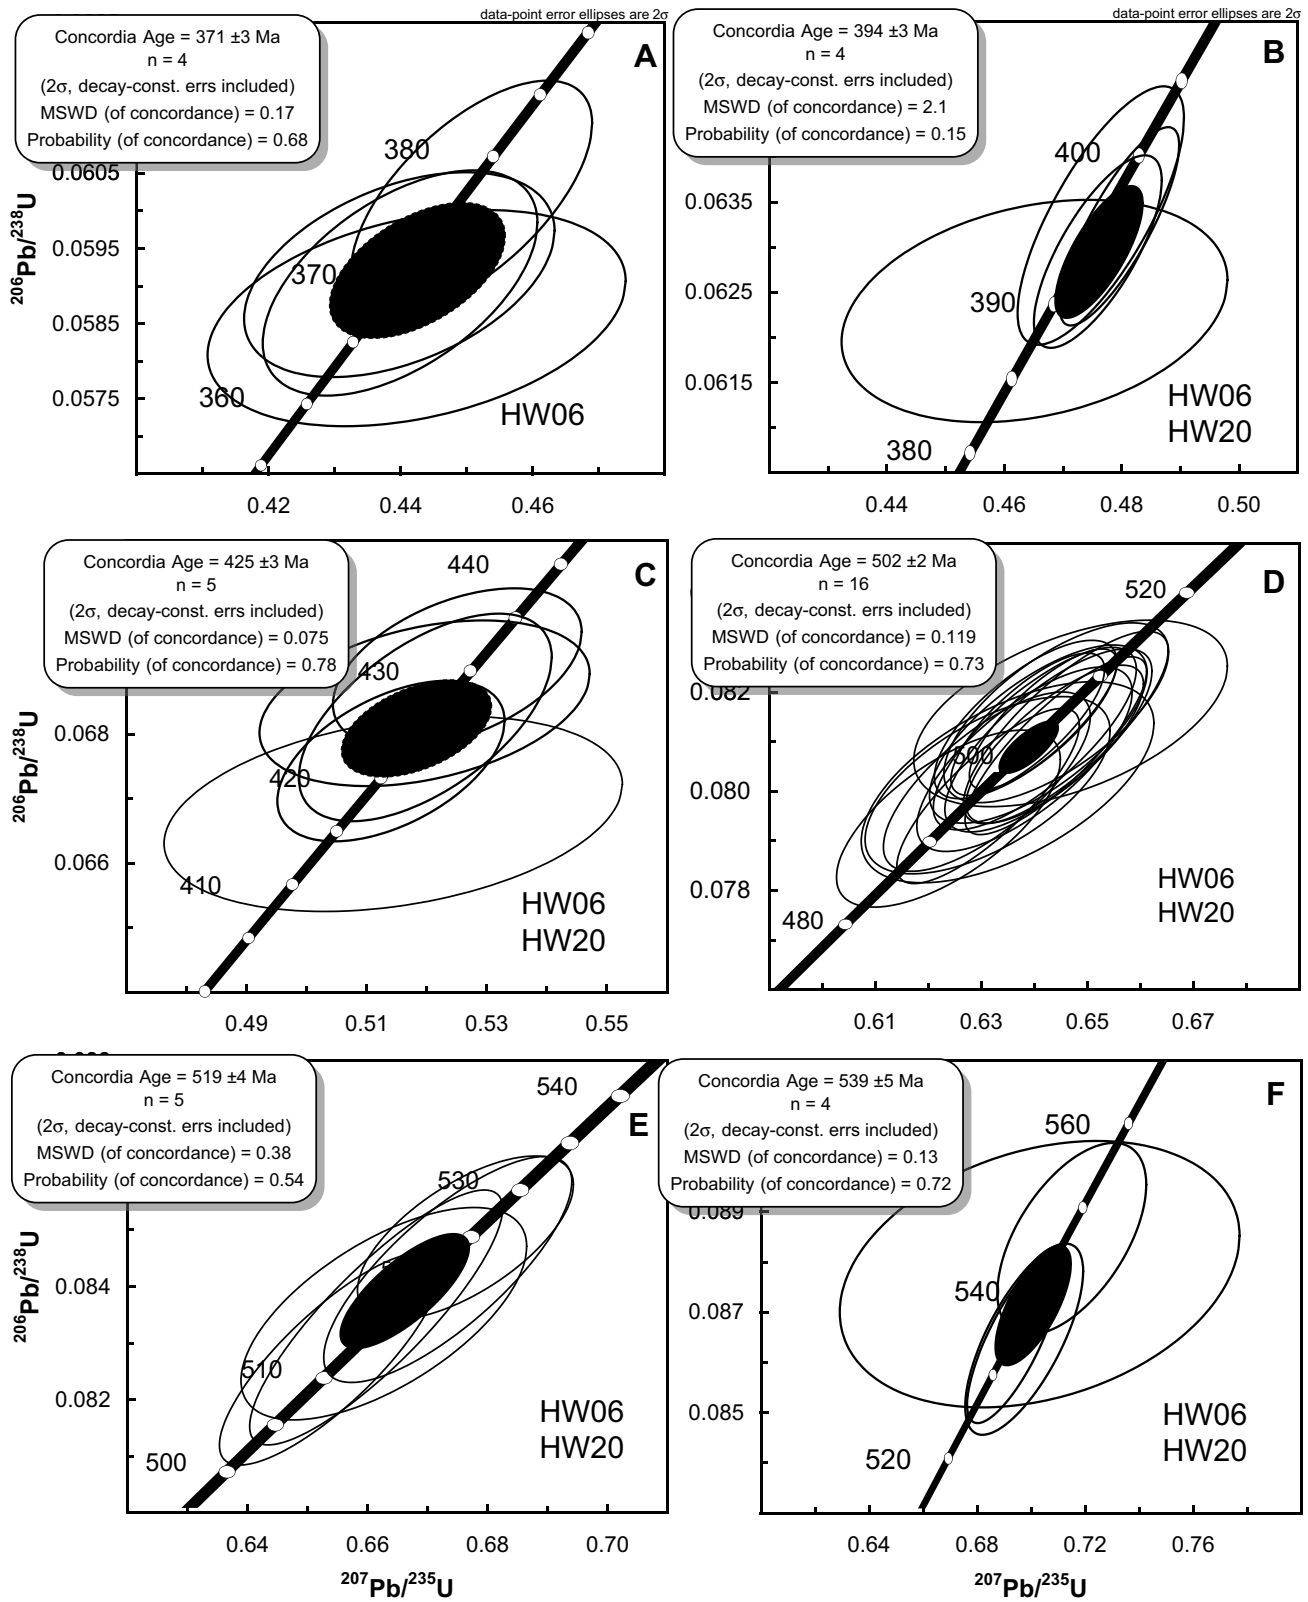 data-point error ellipses are 2σ
Concordia Age = 371 ±3 Ma
n = 4
(2σ, decay-const. errs included)
MSWD (of concordance) = 0.17
Probability (of concordance) = 0.68
A
380
370
360
HW06
0.0605
0.0595
0.0585
0.0575
206Pb/238U
0.42 0.44 0.46
data-point error ellipses are 2σ
Concordia Age = 394 ±3 Ma
n = 4
(2σ, decay-const. errs included)
MSWD (of concordance) = 2.1
Probability (of concordance) = 0.15
B
400
390
380
HW06
HW20
0.0635
0.0625
0.0615
0.44 0.46 0.48 0.50
Concordia Age = 425 ±3 Ma
n = 5
(2σ, decay-const. errs included)
MSWD (of concordance) = 0.075
Probability (of concordance) = 0.78
C
440
430
420
410
HW06
HW20
0.068
0.066
206Pb/238U
0.49 0.51 0.53 0.55
Concordia Age = 502 ±2 Ma
n = 16
(2σ, decay-const. errs included)
MSWD (of concordance) = 0.119
Probability (of concordance) = 0.73
D
520
500
480
HW06
HW20
0.082
0.080
0.078
0.61 0.63 0.65 0.67
Concordia Age = 519 ±4 Ma
n = 5
(2σ, decay-const. errs included)
MSWD (of concordance) = 0.38
Probability (of concordance) = 0.54
E
540
530
510
500
HW06
HW20
0.084
0.082
206Pb/238U
0.64 0.66 0.68 0.70
207Pb/235U
Concordia Age = 539 ±5 Ma
n = 4
(2σ, decay-const. errs included)
MSWD (of concordance) = 0.13
Probability (of concordance) = 0.72
F
560
540
520
HW06
HW20
0.089
0.087
0.085
0.64 0.68 0.72 0.76
207Pb/235U